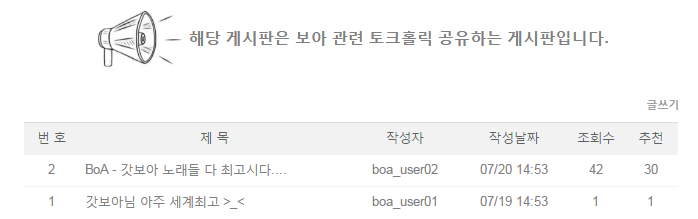 해당 게시판은 보아 관련 토크홀릭 공유하는 게시판입니다.
글쓰기
번 호 제 목 작성자 작성날짜 조회수 추천
2 BoA - 갓보아 노래들 다 최고시다.... boa_user02 07/20 14:53 42 30
1 갓보아님 아주 세계최고 >_< boa_user01 07/19 14:53 1 1